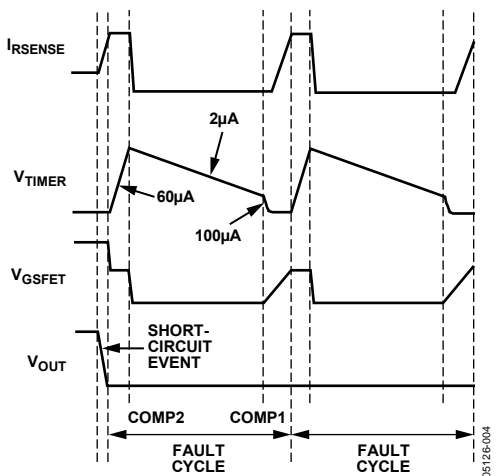 IRSENSE
2µA
VTIMER
60µA
100µA
VGSFET
SHORT-
CIRCUIT
EVENT
VOUT
COMP2
COMP1
FAULT
CYCLE
FAULT
CYCLE
05126-004